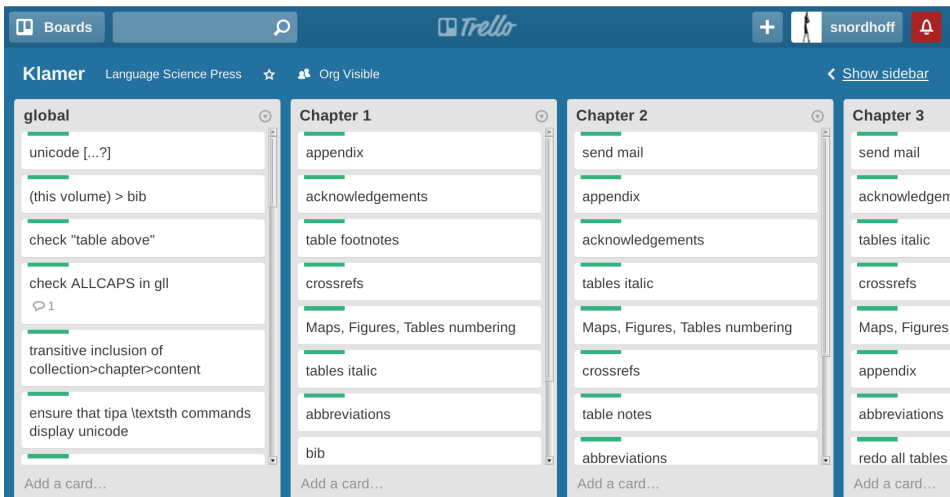 Boards
Trello
snordhoff
Klamer
Language Science Press
Org Visible
Show sidebar
global
unicode [...?]
(this volume) > bib
check "table above"
check ALLCAPS in gll
1
transitive inclusion of
collection>chapter>content
ensure that tipa \textsth commands
display unicode
Add a card…
Chapter 1
appendix
acknowledgements
table footnotes
crossrefs
Maps, Figures, Tables numbering
tables italic
abbreviations
bib
Add a card…
Chapter 2
send mail
appendix
acknowledgements
tables italic
Maps, Figures, Tables numbering
crossrefs
table notes
abbreviations
Add a card…
Chapter 3
send mail
acknowledgem
tables italic
crossrefs
Maps, Figures
appendix
abbreviations
redo all tables
Add a card…